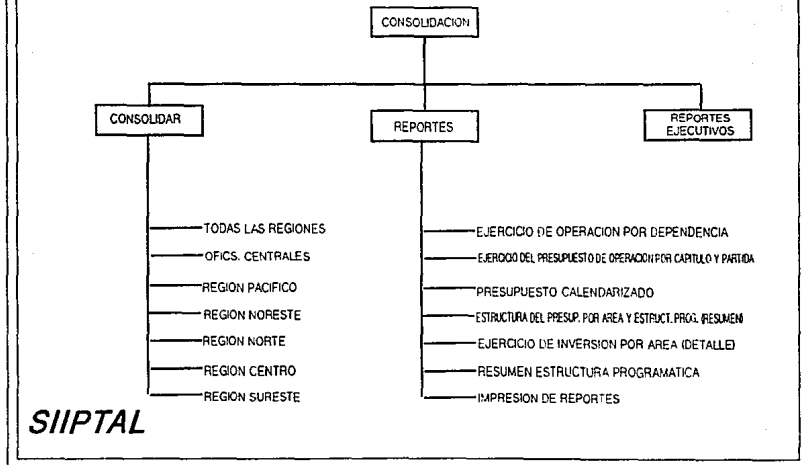 CONSOLIDACION
CONSOLIDAR
REPORTES
REPORTES
EJECUTIVOS
TODAS LAS REGIONES
OFICS. CENTRALES
REGION PACIFICO
REGION NORESTE
REGION NORTE
REGION CENTRO
REGION SURESTE
EJERCICIO DE OPERACION POR DEPENDENCIA
EJERCICIO DEL PRESUPUESTO DE OPERACION POR CAPITULO Y PARTIDA
PRESUPUESTO CALENDARIZADO
ESTRUCTURA DEL PRESUP. POR AREA Y ESTRUCT. PROG. (RESUMEN)
EJERCICIO DE INVERSION POR AREA (DETALLE)
RESUMEN ESTRUCTURA PROGRAMATICA
IMPRESION DE REPORTES
SIIPTAL